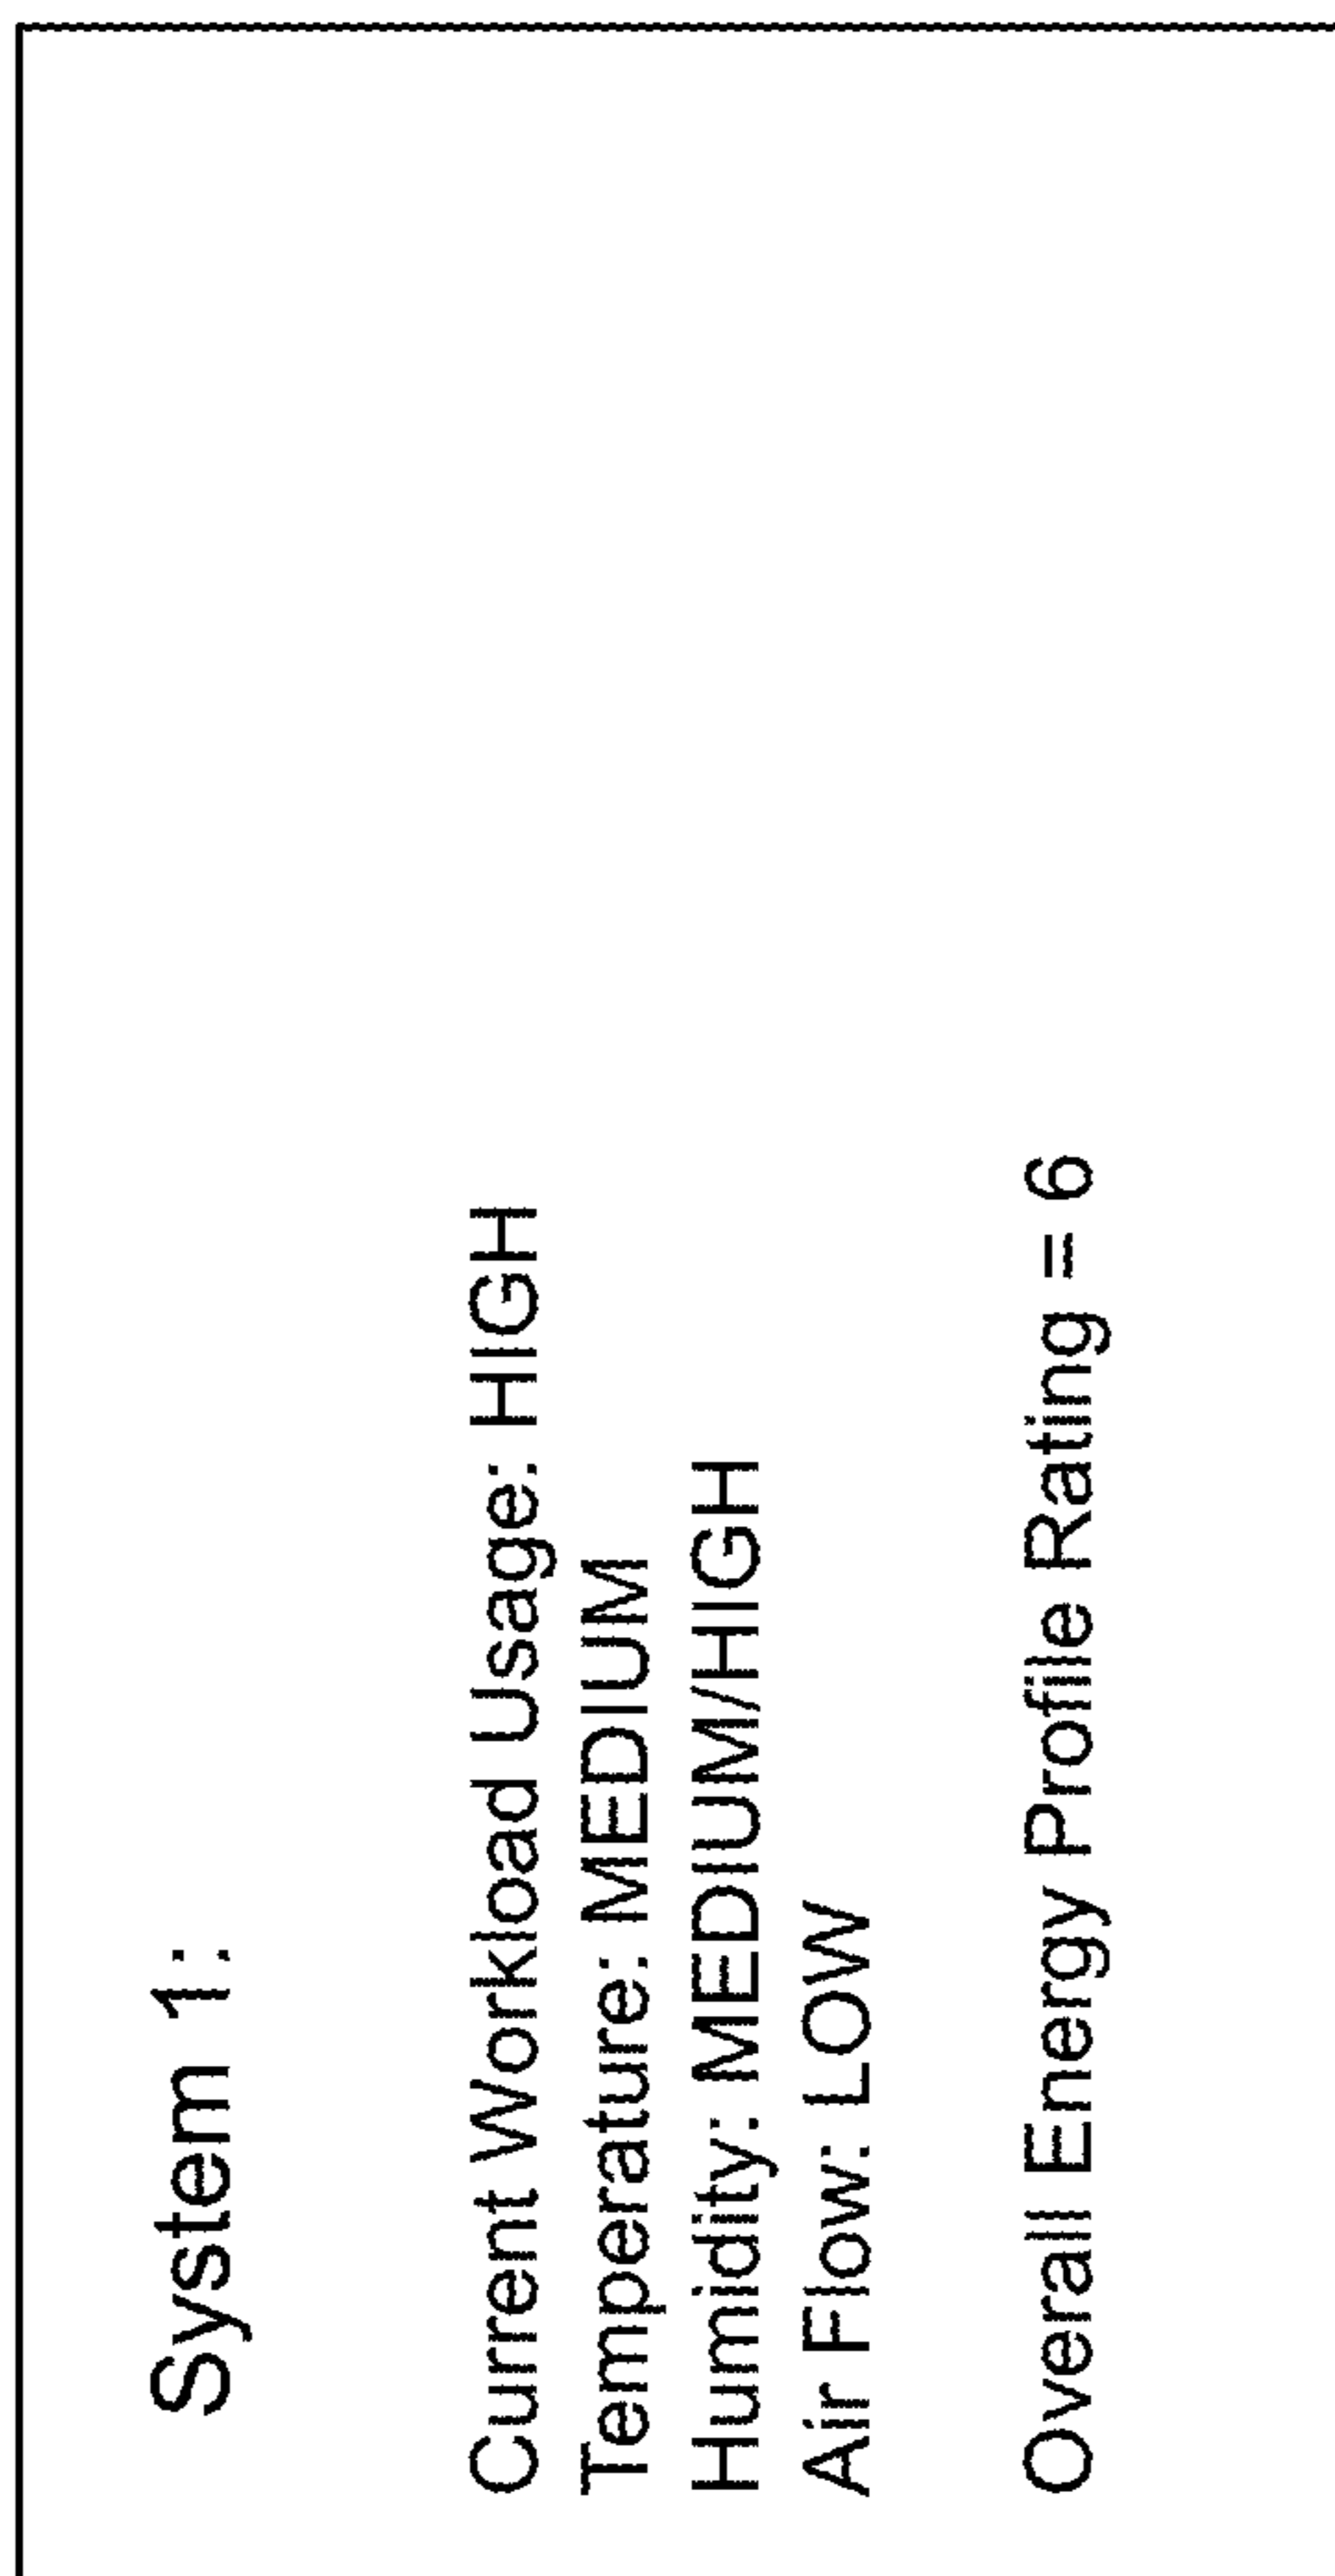 System 1:
Current Workload Usage: HIGH
Temperature: MEDIUM
Humidity: MEDIUM/HIGH
Air Flow: LOW
Overall Energy Profile Rating = 6